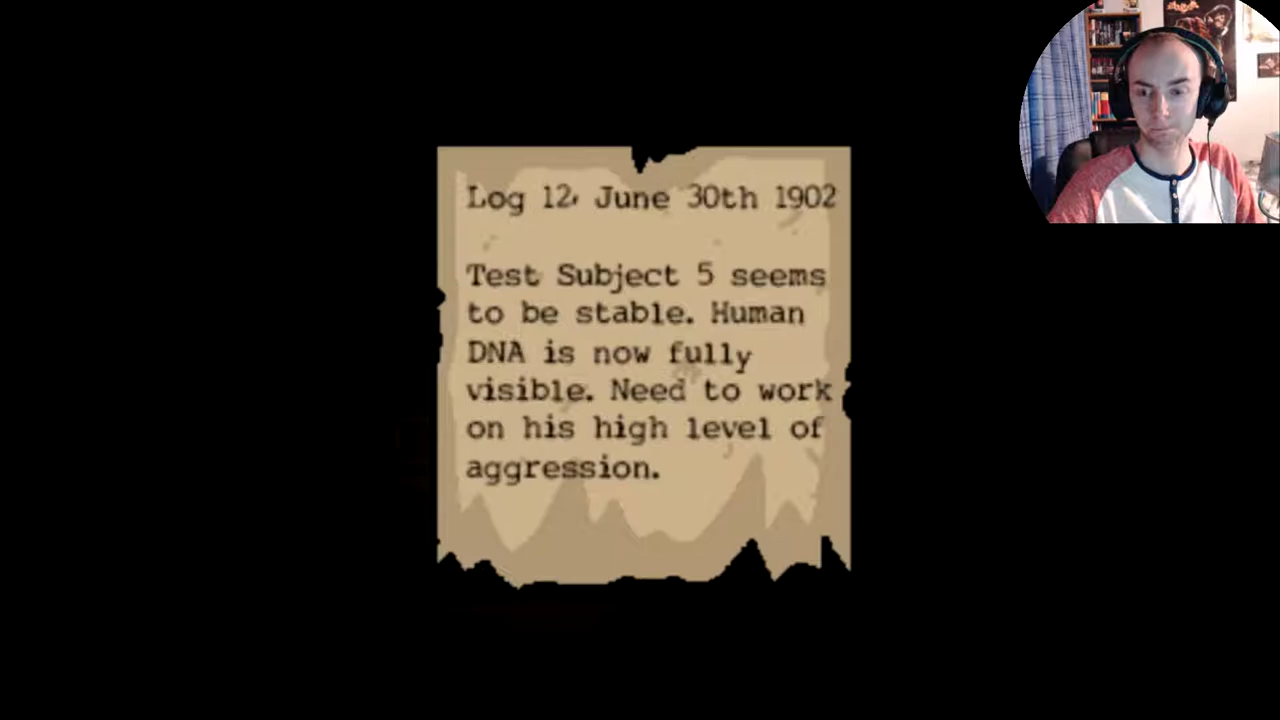 Log 12, June 30th 1902
Test Subject 5 seems
to be stable. Human
DNA is now fully
visible. Need to work
on his high level of
aggression.